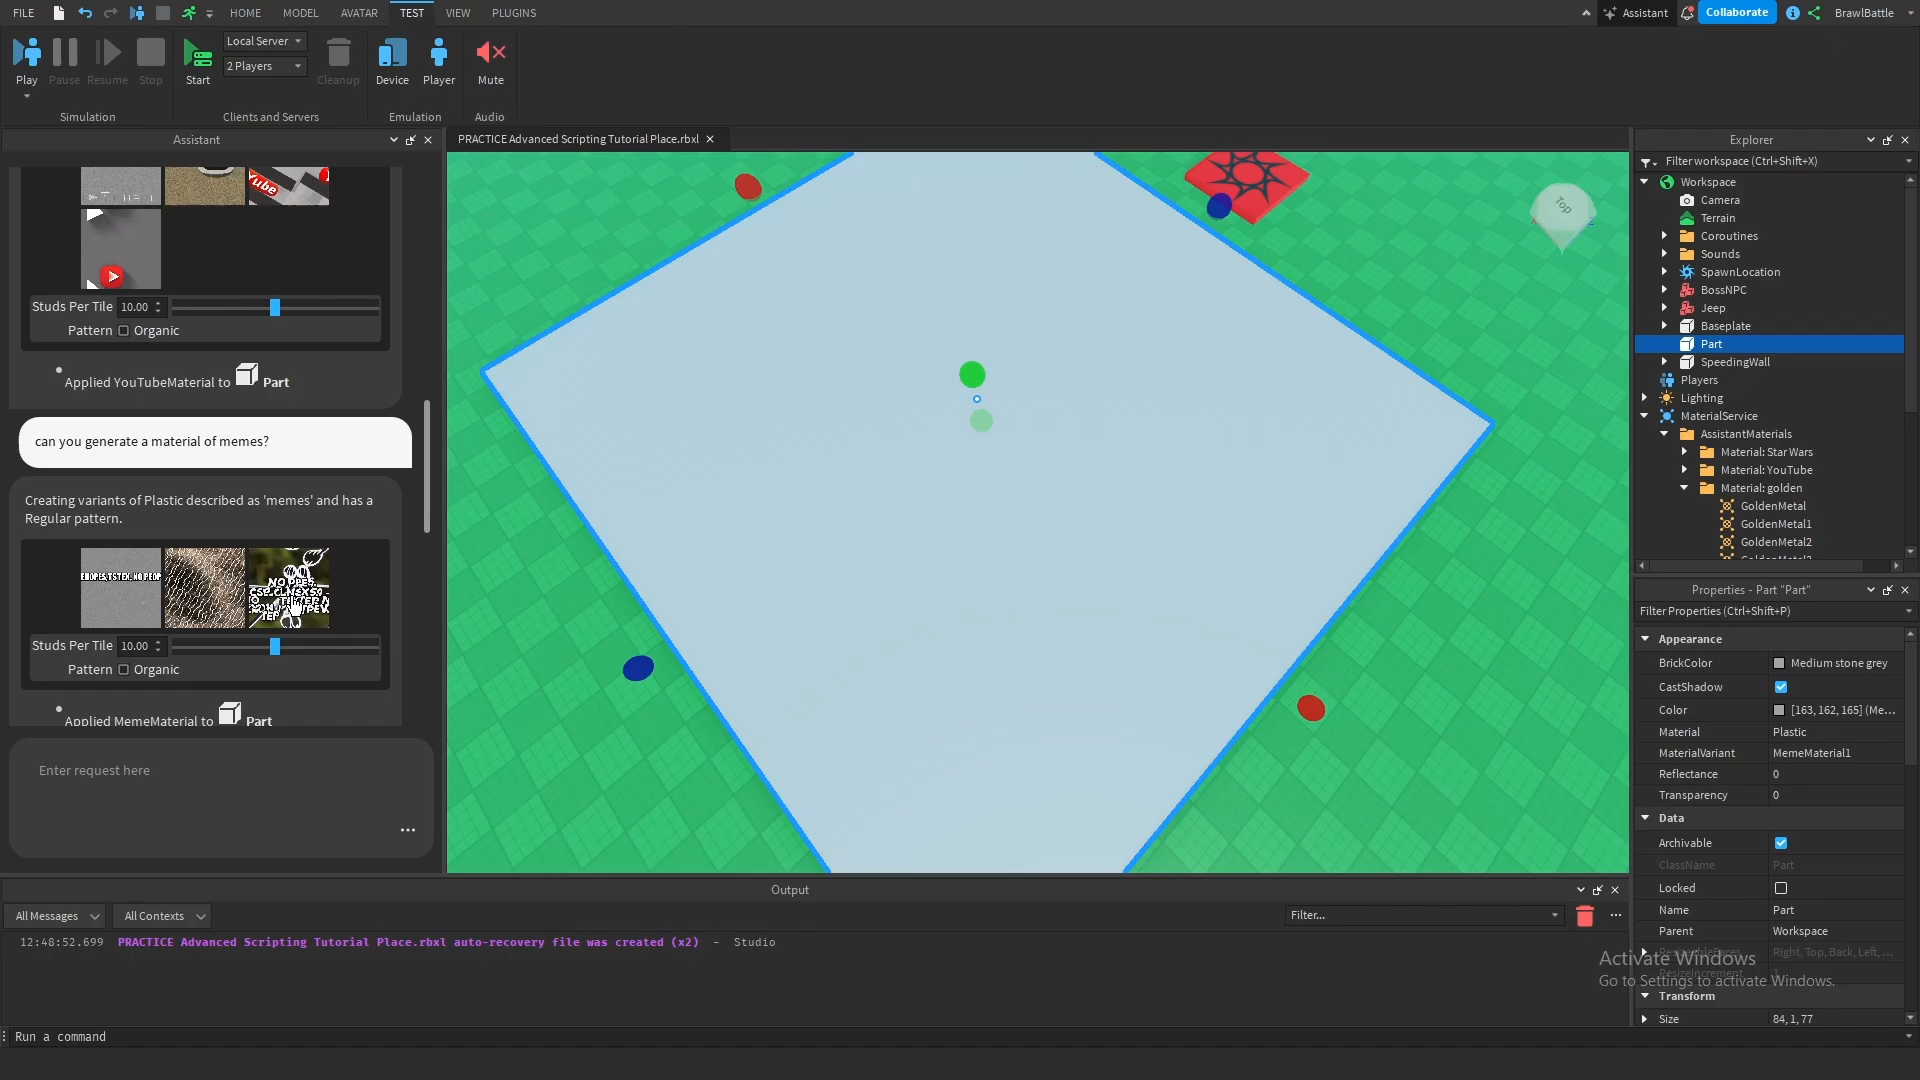 FILE
HOME
MODEL
AVATAR
TEST
VIEW
PLUGINS
Assistant
Collaborate
BrawlBattle
Play
Pause
Resume
Stop
Simulation
Start
Local Server
2 Players
Cleanup
Clients and Servers
Device
Player
Emulation
Mute
Audio
Assistant
Studs Per Tile 10.00
Pattern Organic
Applied YouTubeMaterial to Part
can you generate a material of memes?
Creating variants of Plastic described as 'memes' and has a
Regular pattern.
Studs Per Tile 10.00
Pattern Organic
Applied MemeMaterial to Part
Enter request here
PRACTICE Advanced Scripting Tutorial Place.rbxl
Top
Explorer
Filter workspace (Ctrl+Shift+X)
Workspace
Camera
Terrain
Coroutines
Sounds
SpawnLocation
BossNPC
Jeep
Baseplate
Part
SpeedingWall
Players
Lighting
MaterialService
AssistantMaterials
Material: Star Wars
Material: YouTube
Material: golden
GoldenMetal
GoldenMetal1
GoldenMetal2
Properties - Part "Part"
Filter Properties (Ctrl+Shift+P)
Appearance
BrickColor Medium stone grey
CastShadow
Color [163, 162, 165] (Me...
Material Plastic
MaterialVariant MemeMaterial1
Reflectance 0
Transparency 0
Data
Archivable
ClassName Part
Locked
Name Part
Parent Workspace
ResizeableFaces Right, Top, Back, Left, ...
ResizeIncrement 1
Transform
Size 84, 1, 77
Activate Windows
Go to Settings to activate Windows.
Output
All Messages
All Contexts
Filter...
12:48:52.699 PRACTICE Advanced Scripting Tutorial Place.rbxl auto-recovery file was created (x2) - Studio
Run a command